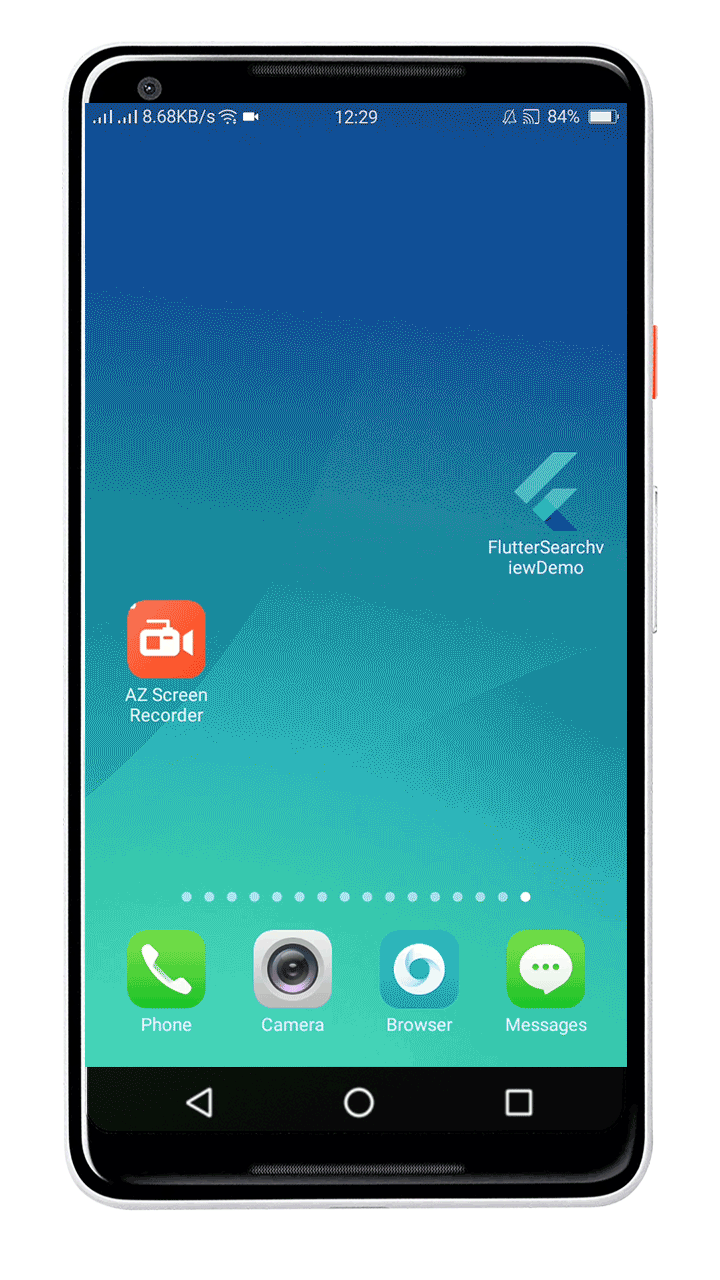 8.68KB/s 12:29 84%
FlutterSearchv
iewDemo
AZ Screen
Recorder
Phone Camera Browser Messages